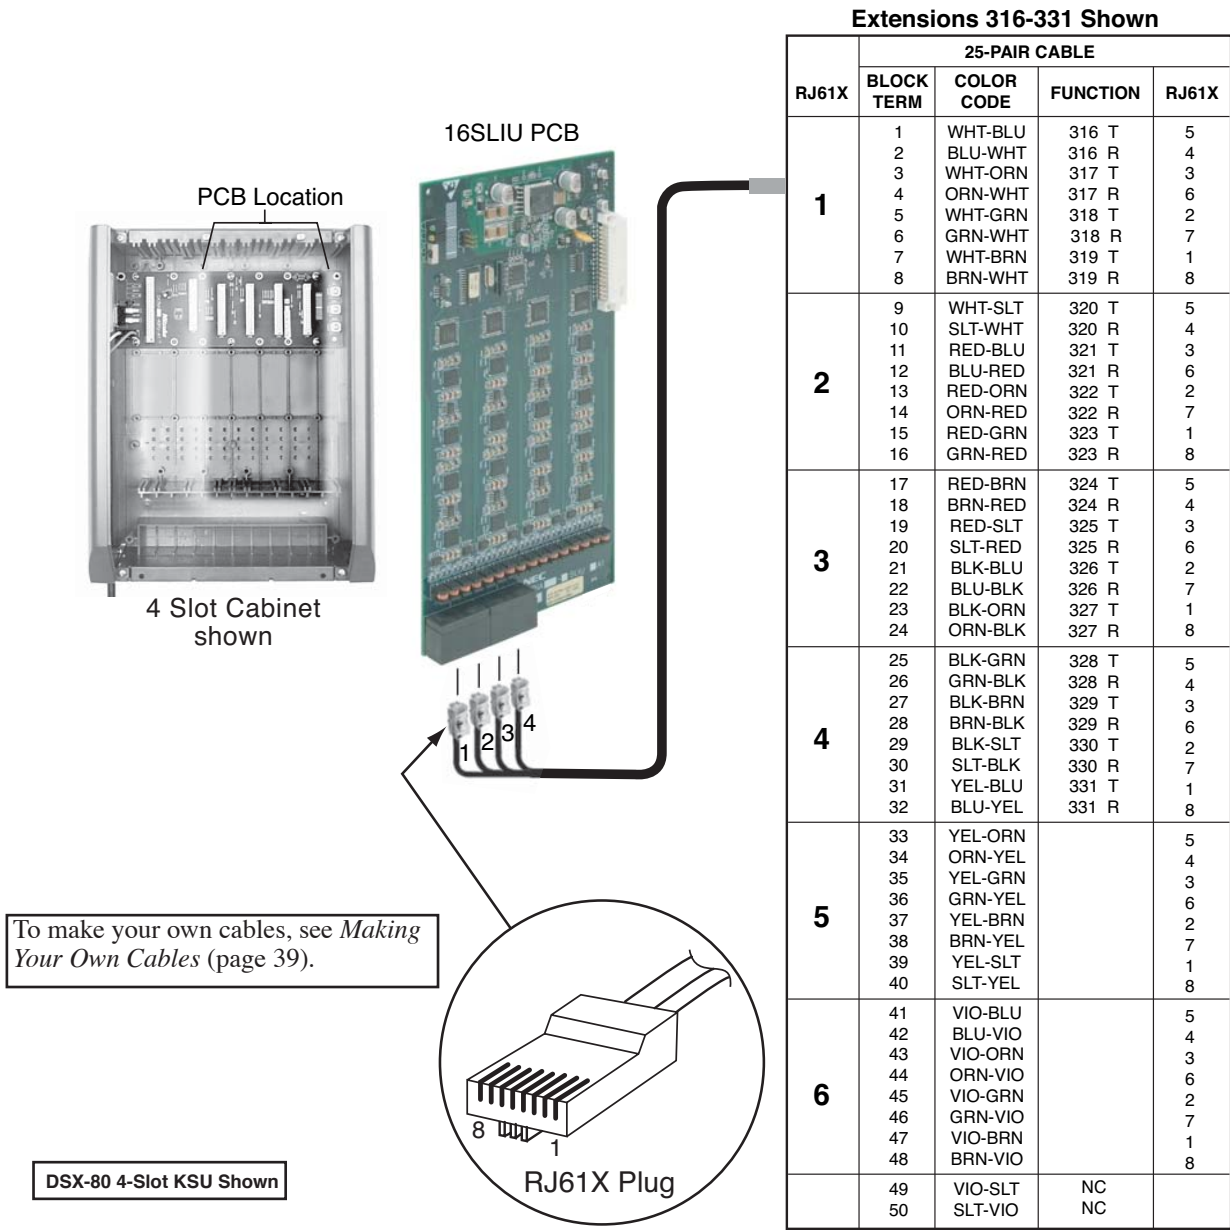 Extensions 316-331 Shown
25-PAIR CABLE
RJ61X BLOCK TERM COLOR CODE FUNCTION RJ61X
1
1 WHT-BLU 316 T 5
2 BLU-WHT 316 R 4
3 WHT-ORN 317 T 3
4 ORN-WHT 317 R 6
5 WHT-GRN 318 T 2
6 GRN-WHT 318 R 7
7 WHT-BRN 319 T 1
8 BRN-WHT 319 R 8
2
9 WHT-SLT 320 T 5
10 SLT-WHT 320 R 4
11 RED-BLU 321 T 3
12 BLU-RED 321 R 6
13 RED-ORN 322 T 2
14 ORN-RED 322 R 7
15 RED-GRN 323 T 1
16 GRN-RED 323 R 8
3
17 RED-BRN 324 T 5
18 BRN-RED 324 R 4
19 RED-SLT 325 T 3
20 SLT-RED 325 R 6
21 BLK-BLU 326 T 2
22 BLU-BLK 326 R 7
23 BLK-ORN 327 T 1
24 ORN-BLK 327 R 8
4
25 BLK-GRN 328 T 5
26 GRN-BLK 328 R 4
27 BLK-BRN 329 T 3
28 BRN-BLK 329 R 6
29 BLK-SLT 330 T 2
30 SLT-BLK 330 R 7
31 YEL-BLU 331 T 1
32 BLU-YEL 331 R 8
5
33 YEL-ORN 5
34 ORN-YEL 4
35 YEL-GRN 3
36 GRN-YEL 6
37 YEL-BRN 2
38 BRN-YEL 7
39 YEL-SLT 1
40 SLT-YEL 8
6
41 VIO-BLU 5
42 BLU-VIO 4
43 VIO-ORN 3
44 ORN-VIO 6
45 VIO-GRN 2
46 GRN-VIO 7
47 VIO-BRN 1
48 BRN-VIO 8
49 VIO-SLT NC
50 SLT-VIO NC
16SLIU PCB
PCB Location
4 Slot Cabinet
shown
NEC
1 2 3 4
To make your own cables, see Making
Your Own Cables (page 39).
8 1
RJ61X Plug
DSX-80 4-Slot KSU Shown